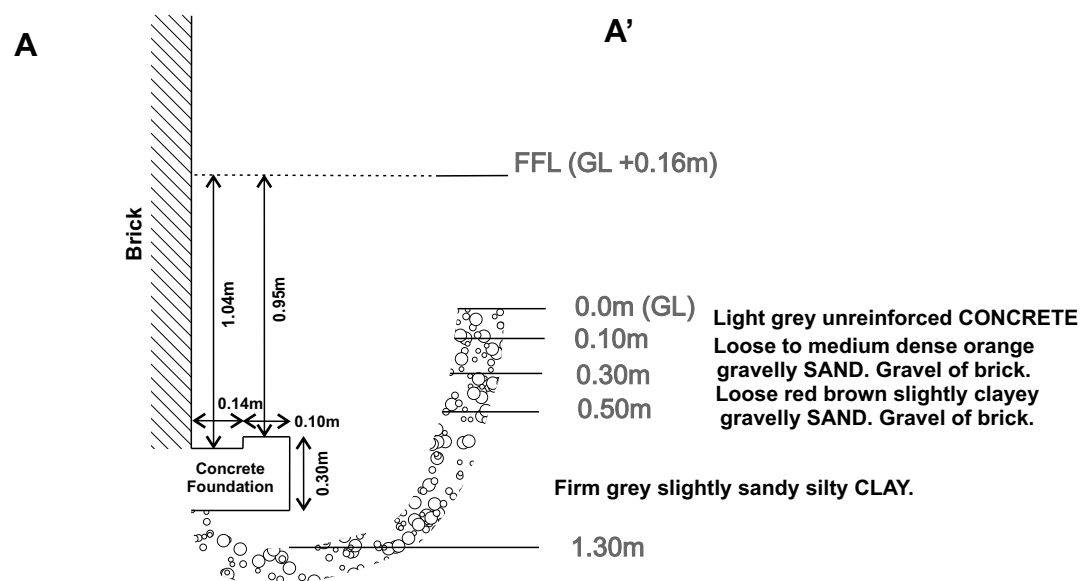 A
A'
FFL (GL +0.16m)
Brick
1.04m
0.95m
0.0m (GL)
Light grey unreinforced CONCRETE
0.10m
Loose to medium dense orange
gravelly SAND. Gravel of brick.
0.30m
Loose red brown slightly clayey
gravelly SAND. Gravel of brick.
0.50m
0.14m
0.10m
0.30m
Concrete
Foundation
Firm grey slightly sandy silty CLAY.
1.30m